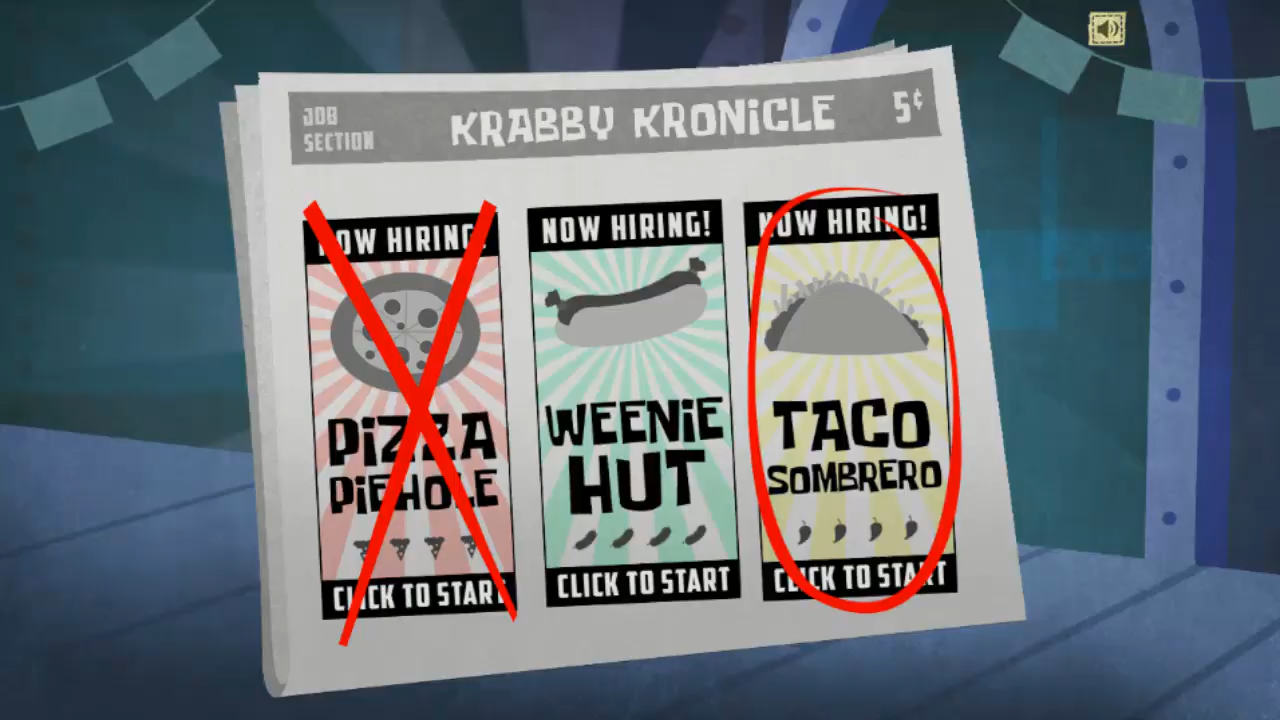 JOB
SECTION
KRABBY KRONICLE
5¢
NOW HIRING!
PIZZA
PIEHOLE
CLICK TO START
NOW HIRING!
WEENIE
HUT
CLICK TO START
NOW HIRING!
TACO
SOMBRERO
CLICK TO START